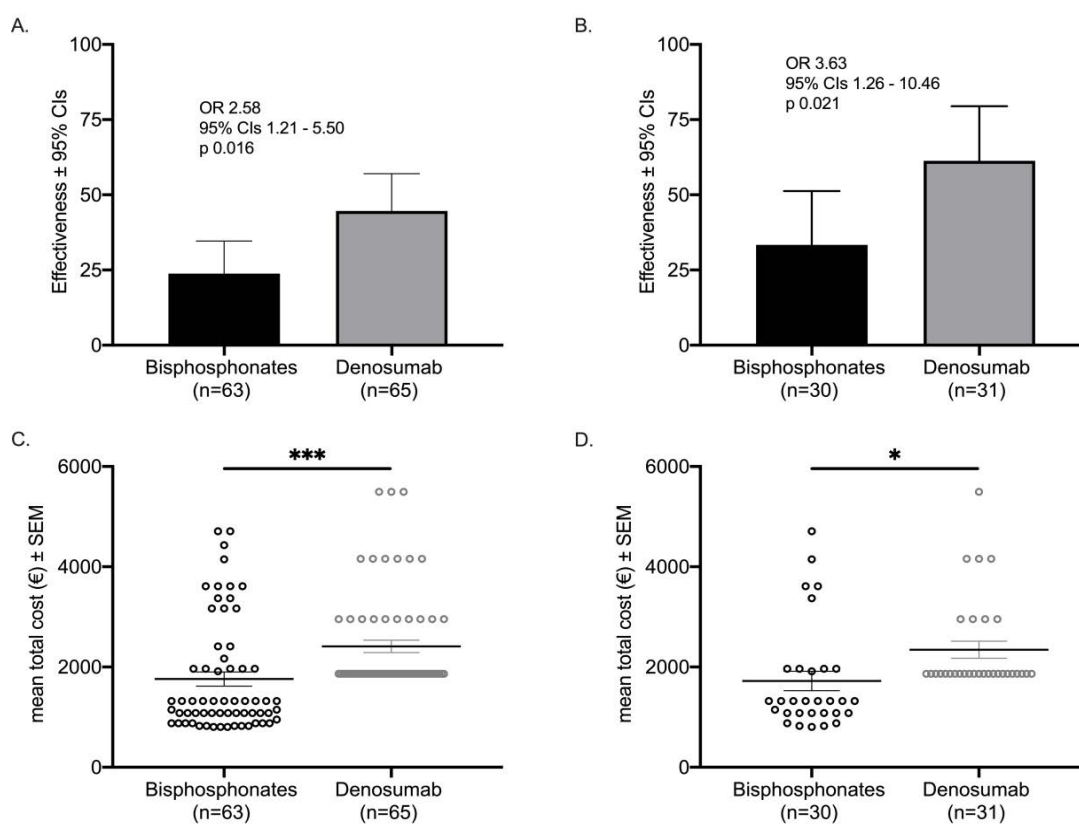 A.
Effectiveness ± 95% CIs
100
75
50
25
0
OR 2.58
95% CIs 1.21 - 5.50
p 0.016
Bisphosphonates
(n=63)
Denosumab
(n=65)
B.
Effectiveness ± 95% CIs
100
75
50
25
0
OR 3.63
95% CIs 1.26 - 10.46
p 0.021
Bisphosphonates
(n=30)
Denosumab
(n=31)
C.
mean total cost (€) ± SEM
6000
4000
2000
0
***
Bisphosphonates
(n=63)
Denosumab
(n=65)
D.
mean total cost (€) ± SEM
6000
4000
2000
0
*
Bisphosphonates
(n=30)
Denosumab
(n=31)